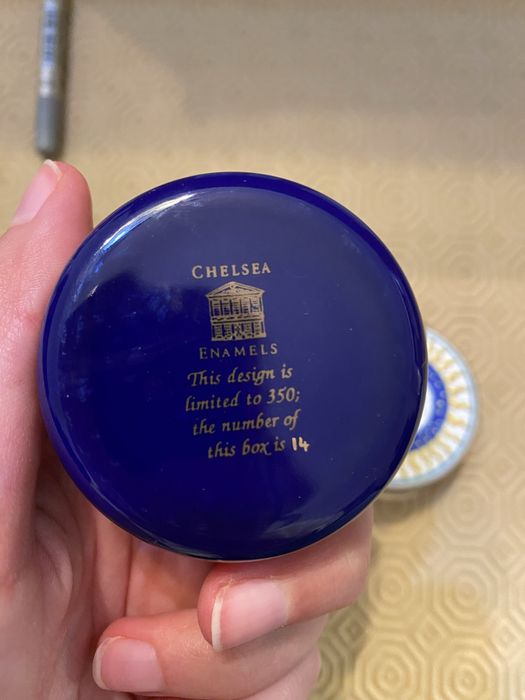 CHELSEA
ENAMELS
This design is
limited to 350;
the number of
this box is 14